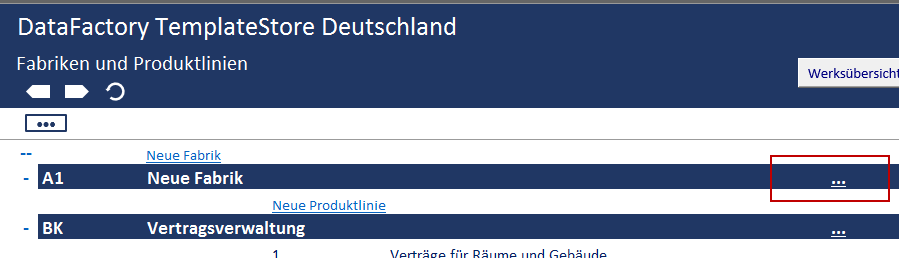 DataFactory TemplateStore Deutschland
Fabriken und Produktlinien
Werksübersicht
...
--
Neue Fabrik
- A1 Neue Fabrik ...
Neue Produktlinie
- BK Vertragsverwaltung ...
1 Verträge für Räume und Gebäude